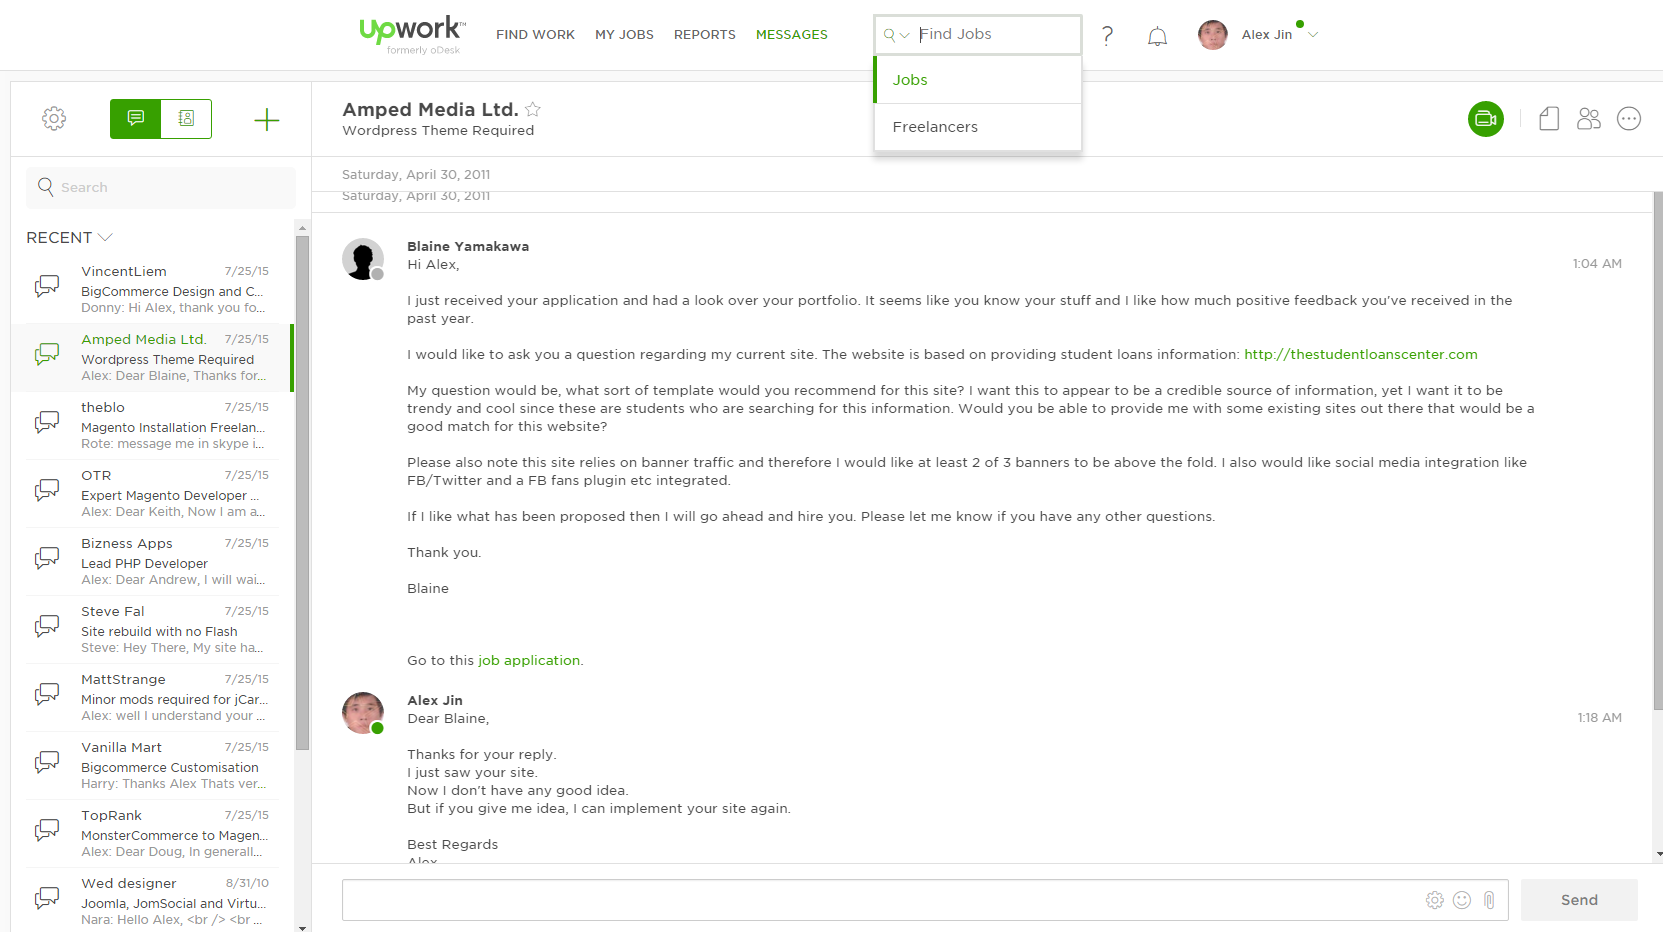 upwork™
formerly oDesk
FIND WORK
MY JOBS
REPORTS
MESSAGES
Find Jobs
Alex Jin
Jobs
Freelancers
Search
RECENT
VincentLiem 7/25/15
BigCommerce Design and C...
Donny: Hi Alex, thank you fo...
Amped Media Ltd. 7/25/15
Wordpress Theme Required
Alex: Dear Blaine, Thanks for...
theblo 7/25/15
Magento Installation Freelan...
Rote: message me in skype i...
OTR 7/25/15
Expert Magento Developer ...
Alex: Dear Keith, Now I am a...
Bizness Apps 7/25/15
Lead PHP Developer
Alex: Dear Andrew, I will wai...
Steve Fal 7/25/15
Site rebuild with no Flash
Steve: Hey There, My site ha...
MattStrange 7/25/15
Minor mods required for jCar...
Alex: well I understand your ...
Vanilla Mart 7/25/15
Bigcommerce Customisation
Harry: Thanks Alex Thats ver...
TopRank 7/25/15
MonsterCommerce to Magen...
Alex: Dear Doug, In generall...
Wed designer 8/31/10
Joomla, JomSocial and Virtu...
Nara: Hello Alex, <br /> <br ...
Amped Media Ltd.
Wordpress Theme Required
Saturday, April 30, 2011
Saturday, April 30, 2011
Blaine Yamakawa
Hi Alex, 1:04 AM
I just received your application and had a look over your portfolio. It seems like you know your stuff and I like how much positive feedback you've received in the
past year.
I would like to ask you a question regarding my current site. The website is based on providing student loans information: http://thestudentloanscenter.com
My question would be, what sort of template would you recommend for this site? I want this to appear to be a credible source of information, yet I want it to be
trendy and cool since these are students who are searching for this information. Would you be able to provide me with some existing sites out there that would be a
good match for this website?
Please also note this site relies on banner traffic and therefore I would like at least 2 of 3 banners to be above the fold. I also would like social media integration like
FB/Twitter and a FB fans plugin etc integrated.
If I like what has been proposed then I will go ahead and hire you. Please let me know if you have any other questions.
Thank you.
Blaine
Go to this job application.
Alex Jin
Dear Blaine, 1:18 AM
Thanks for your reply.
I just saw your site.
Now I don't have any good idea.
But if you give me idea, I can implement your site again.
Best Regards
Alex
Send